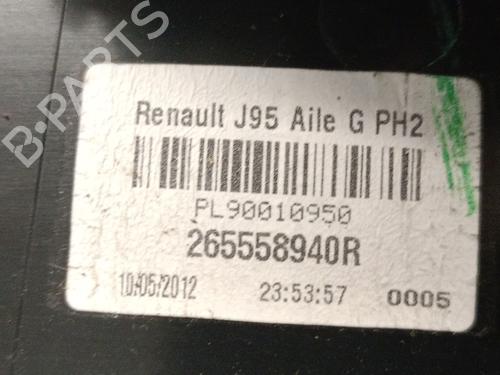 B-PARTS
Renault J95 Aile G PH2
PL90010950
265558940R
10/05/2012 23:53:57 0005